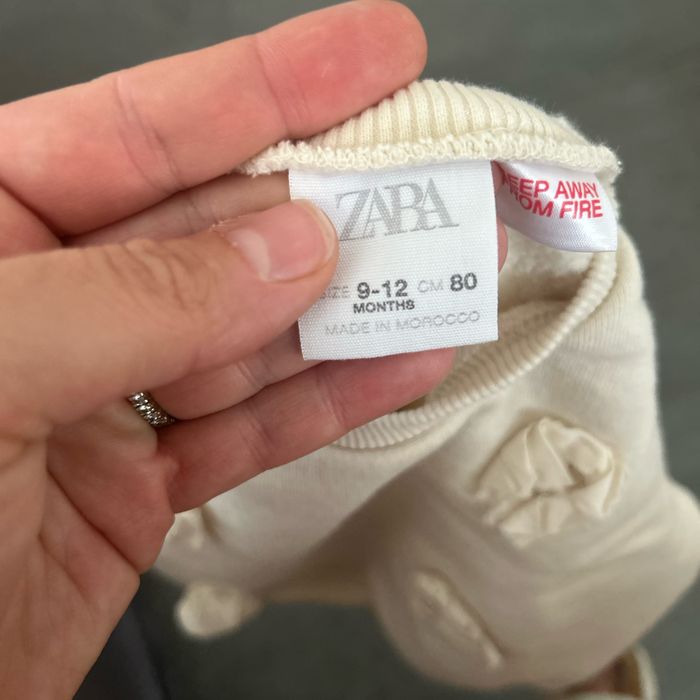 ZARA
SIZE 9-12 CM 80
MONTHS
MADE IN MOROCCO
KEEP AWAY
FROM FIRE